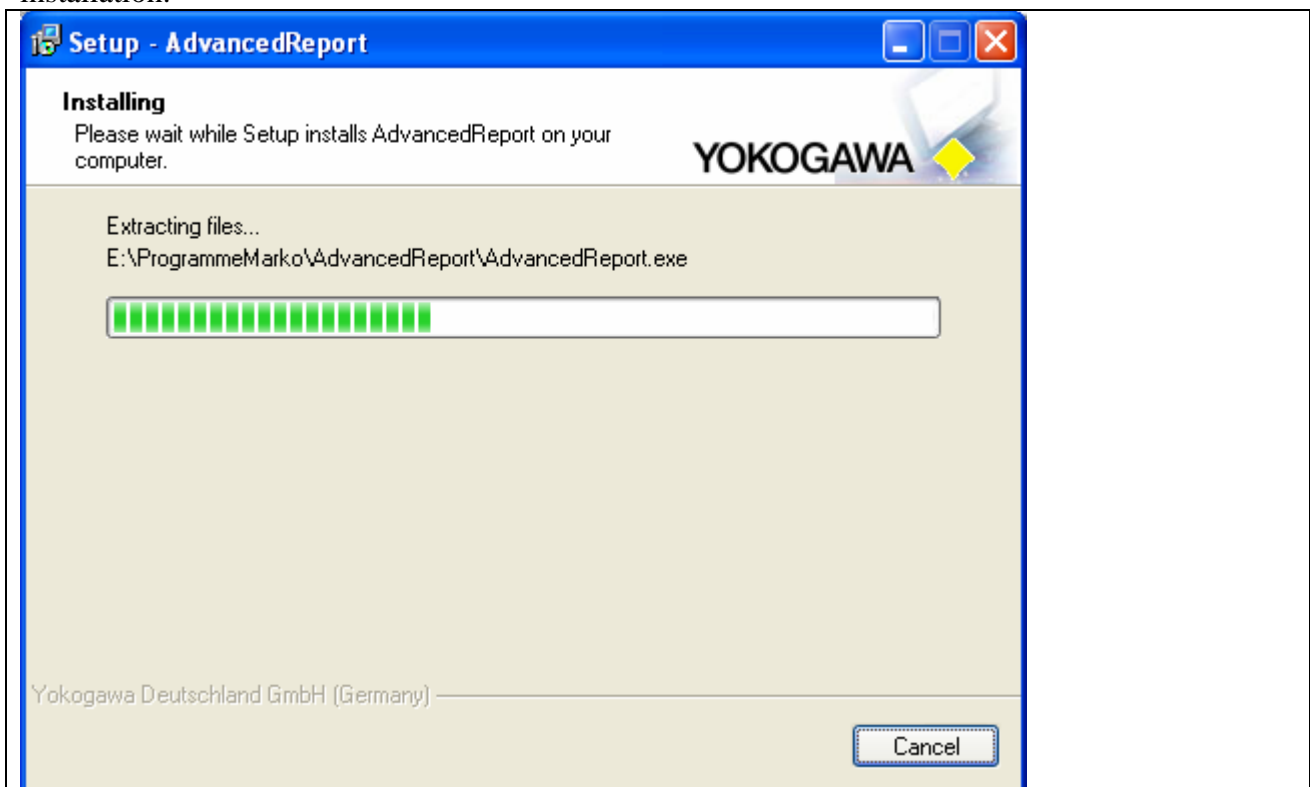 installation.
Setup - AdvancedReport
Installing
Please wait while Setup installs AdvancedReport on your
computer.
YOKOGAWA
Extracting files...
E:\ProgrammeMarko\AdvancedReport\AdvancedReport.exe
Yokogawa Deutschland GmbH (Germany)
Cancel